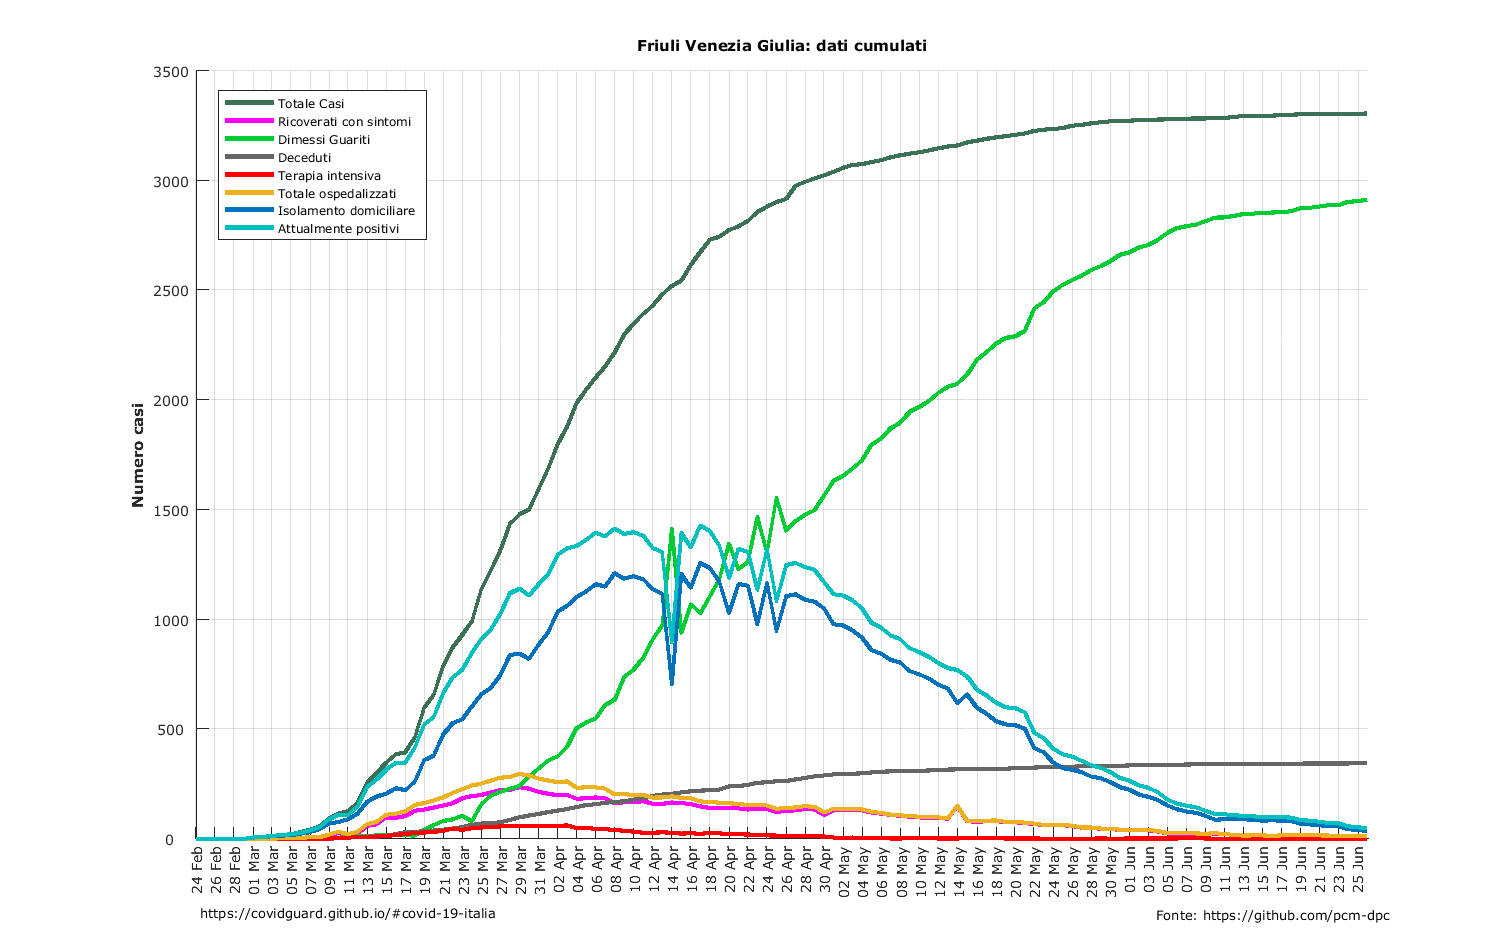 Friuli Venezia Giulia: dati cumulati
3500
3000
2500
2000
1500
1000
500
0
Numero casi
Totale Casi
Ricoverati con sintomi
Dimessi Guariti
Deceduti
Terapia intensiva
Totale ospedalizzati
Isolamento domiciliare
Attualmente positivi
24 Feb
26 Feb
28 Feb
01 Mar
03 Mar
05 Mar
07 Mar
09 Mar
11 Mar
13 Mar
15 Mar
17 Mar
19 Mar
21 Mar
23 Mar
25 Mar
27 Mar
29 Mar
31 Mar
02 Apr
04 Apr
06 Apr
08 Apr
10 Apr
12 Apr
14 Apr
16 Apr
18 Apr
20 Apr
22 Apr
24 Apr
26 Apr
28 Apr
30 Apr
02 May
04 May
06 May
08 May
10 May
12 May
14 May
16 May
18 May
20 May
22 May
24 May
26 May
28 May
30 May
01 Jun
03 Jun
05 Jun
07 Jun
09 Jun
11 Jun
13 Jun
15 Jun
17 Jun
19 Jun
21 Jun
23 Jun
25 Jun
https://covidguard.github.io/#covid-19-italia
Fonte: https://github.com/pcm-dpc